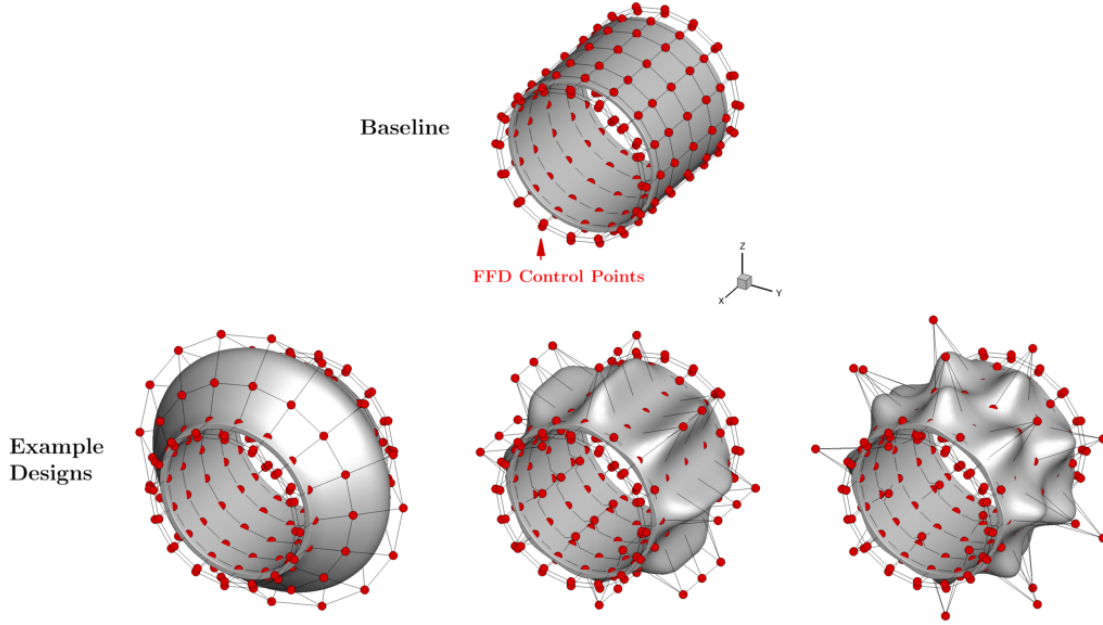 Baseline
FFD Control Points
Z
X
Y
Example
Designs